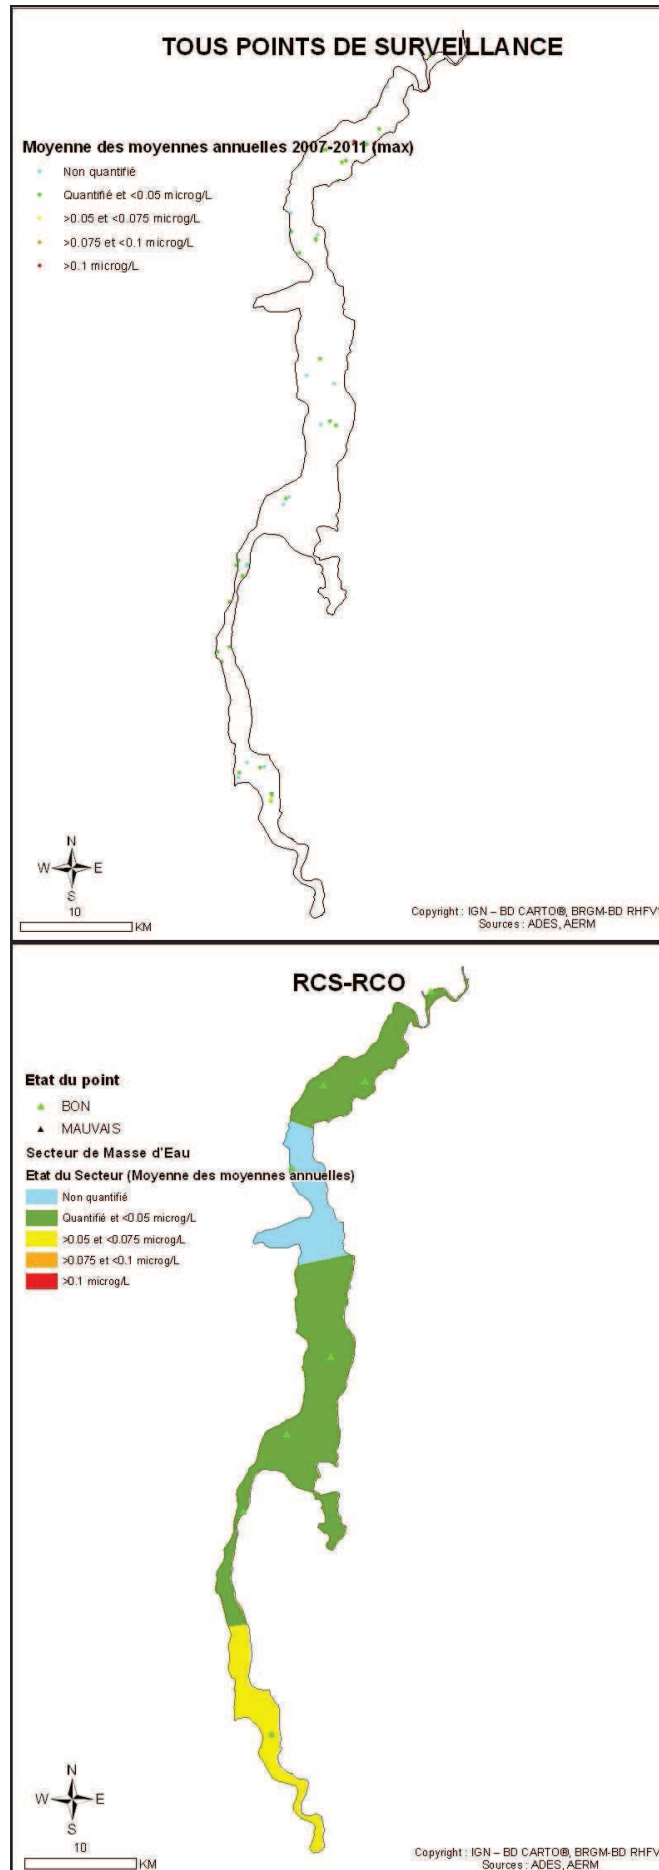 TOUS POINTS DE SURVEILLANCE
Moyenne des moyennes annuelles 2007-2011 (max)
Non quantifié
Quantifié et <0.05 microg/L
>0.05 et <0.075 microg/L
>0.075 et <0.1 microg/L
>0.1 microg/L
N
W E
S
10
KM
Copyright : IGN – BD CARTO®, BRGM-BD RHFV
Sources : ADES, AERM
RCS-RCO
Etat du point
BON
MAUVAIS
Secteur de Masse d'Eau
Etat du Secteur (Moyenne des moyennes annuelles)
Non quantifié
Quantifié et <0.05 microg/L
>0.05 et <0.075 microg/L
>0.075 et <0.1 microg/L
>0.1 microg/L
N
W E
S
10
KM
Copyright : IGN – BD CARTO®, BRGM-BD RHFV
Sources : ADES, AERM